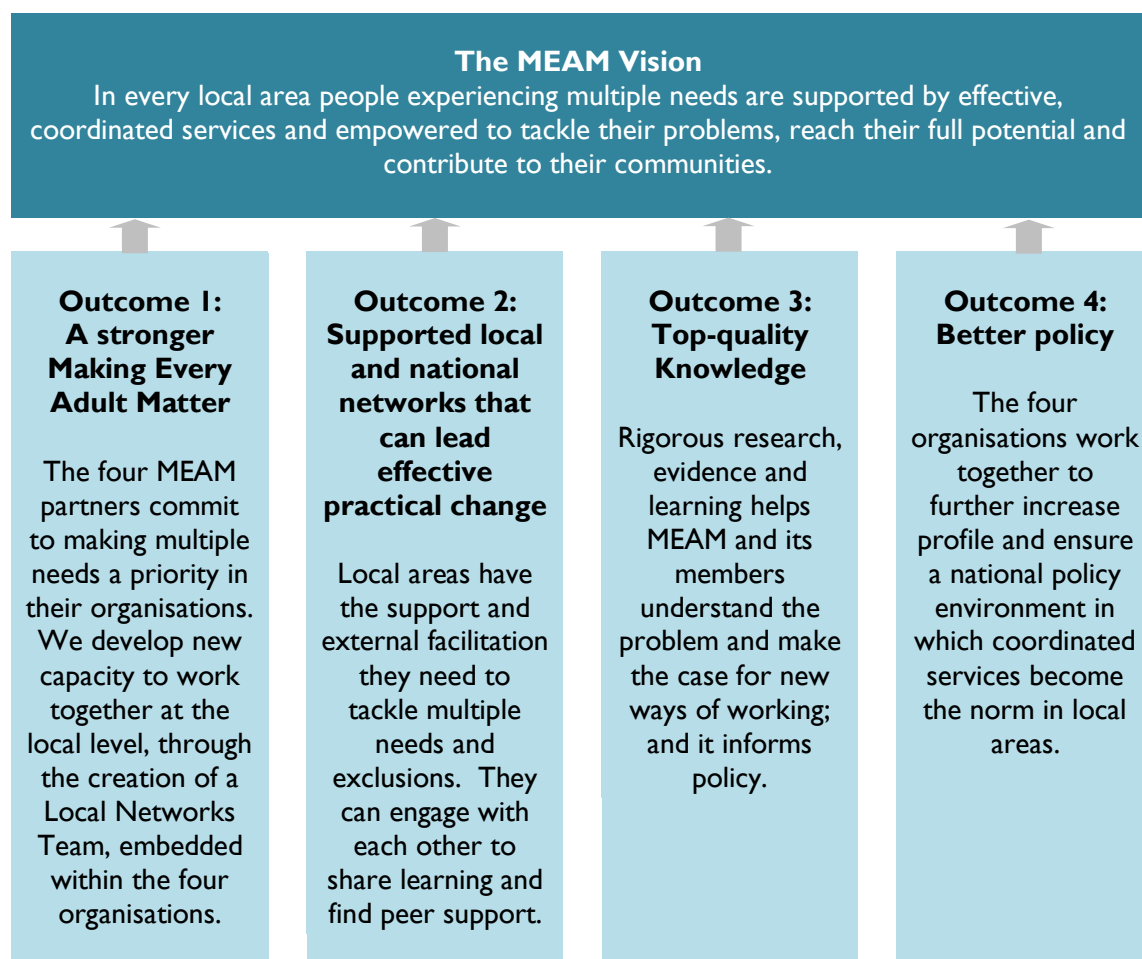 The MEAM Vision
In every local area people experiencing multiple needs are supported by effective,
coordinated services and empowered to tackle their problems, reach their full potential and
contribute to their communities.
Outcome 1:
A stronger
Making Every
Adult Matter
The four MEAM
partners commit
to making multiple
needs a priority in
their organisations.
We develop new
capacity to work
together at the
local level, through
the creation of a
Local Networks
Team, embedded
within the four
organisations.
Outcome 2:
Supported local
and national
networks that
can lead
effective
practical change
Local areas have
the support and
external facilitation
they need to
tackle multiple
needs and
exclusions.  They
can engage with
each other to
share learning and
find peer support.
Outcome 3:
Top-quality
Knowledge
Rigorous research,
evidence and
learning helps
MEAM and its
members
understand the
problem and make
the case for new
ways of working;
and it informs
policy.
Outcome 4:
Better policy
The four
organisations work
together to
further increase
profile and ensure
a national policy
environment in
which coordinated
services become
the norm in local
areas.